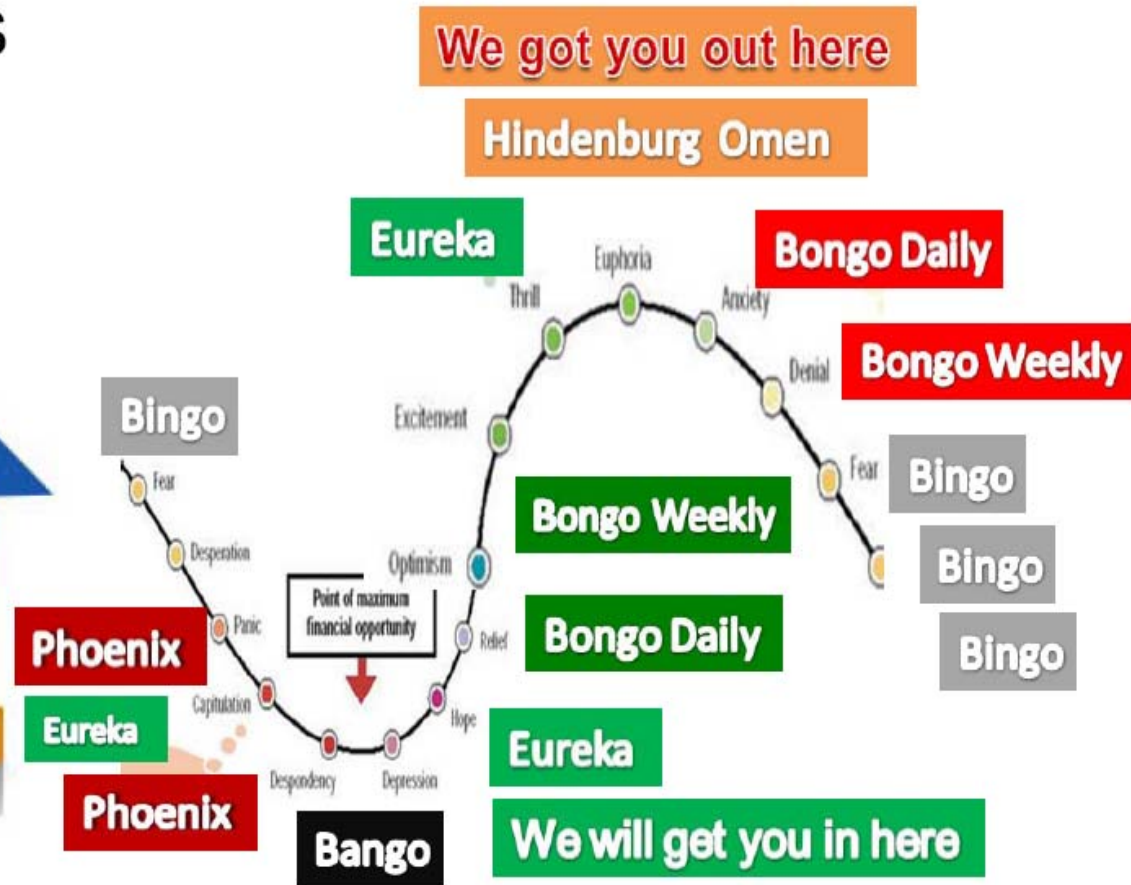 s
We got you out here
Hindenburg Omen
Eureka
Euphoria
Bongo Daily
Thrill
Anxiety
Bongo Weekly
Denial
Bingo
Excitement
Fear
Bingo
Fear
Bongo Weekly
Desperation
Optimism
Bingo
Point of maximum
financial opportunity
Panic
Relief
Bongo Daily
Bingo
Phoenix
Capitulation
Hope
Eureka
Eureka
Despondency
Depression
Phoenix
Bango
We will get you in here